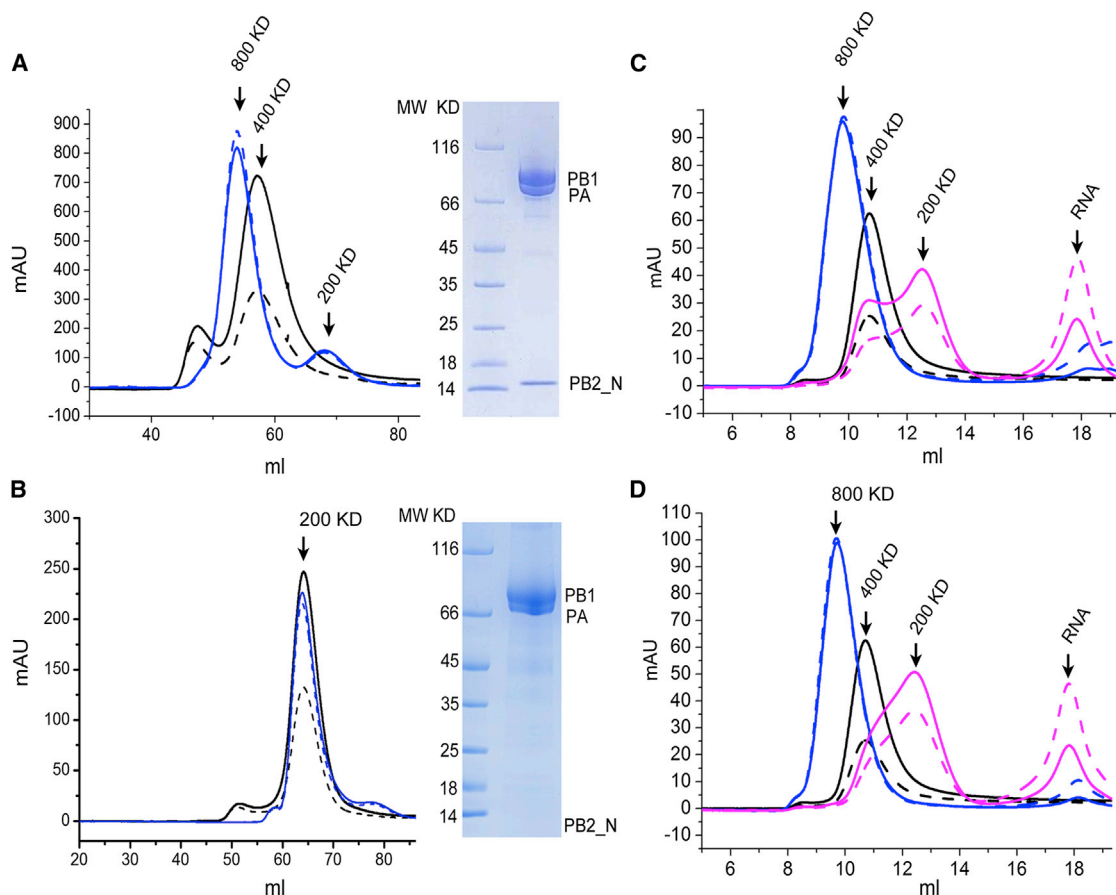 A
800 KD
400 KD
200 KD
900
800
700
600
500
400
300
200
100
0
-100
mAU
40
60
80
ml
MW KD
116
66
45
35
25
18
14
PB1
PA
PB2_N
C
800 KD
400 KD
200 KD
RNA
90
80
70
60
50
40
30
20
10
0
-10
mAU
6
8
10
12
14
16
18
ml
B
200 KD
300
250
200
150
100
50
0
mAU
20
30
40
50
60
70
80
ml
MW KD
116
66
45
35
25
18
14
PB1
PA
PB2_N
D
800 KD
400 KD
200 KD
RNA
110
100
90
80
70
60
50
40
30
20
10
0
-10
mAU
6
8
10
12
14
16
18
ml